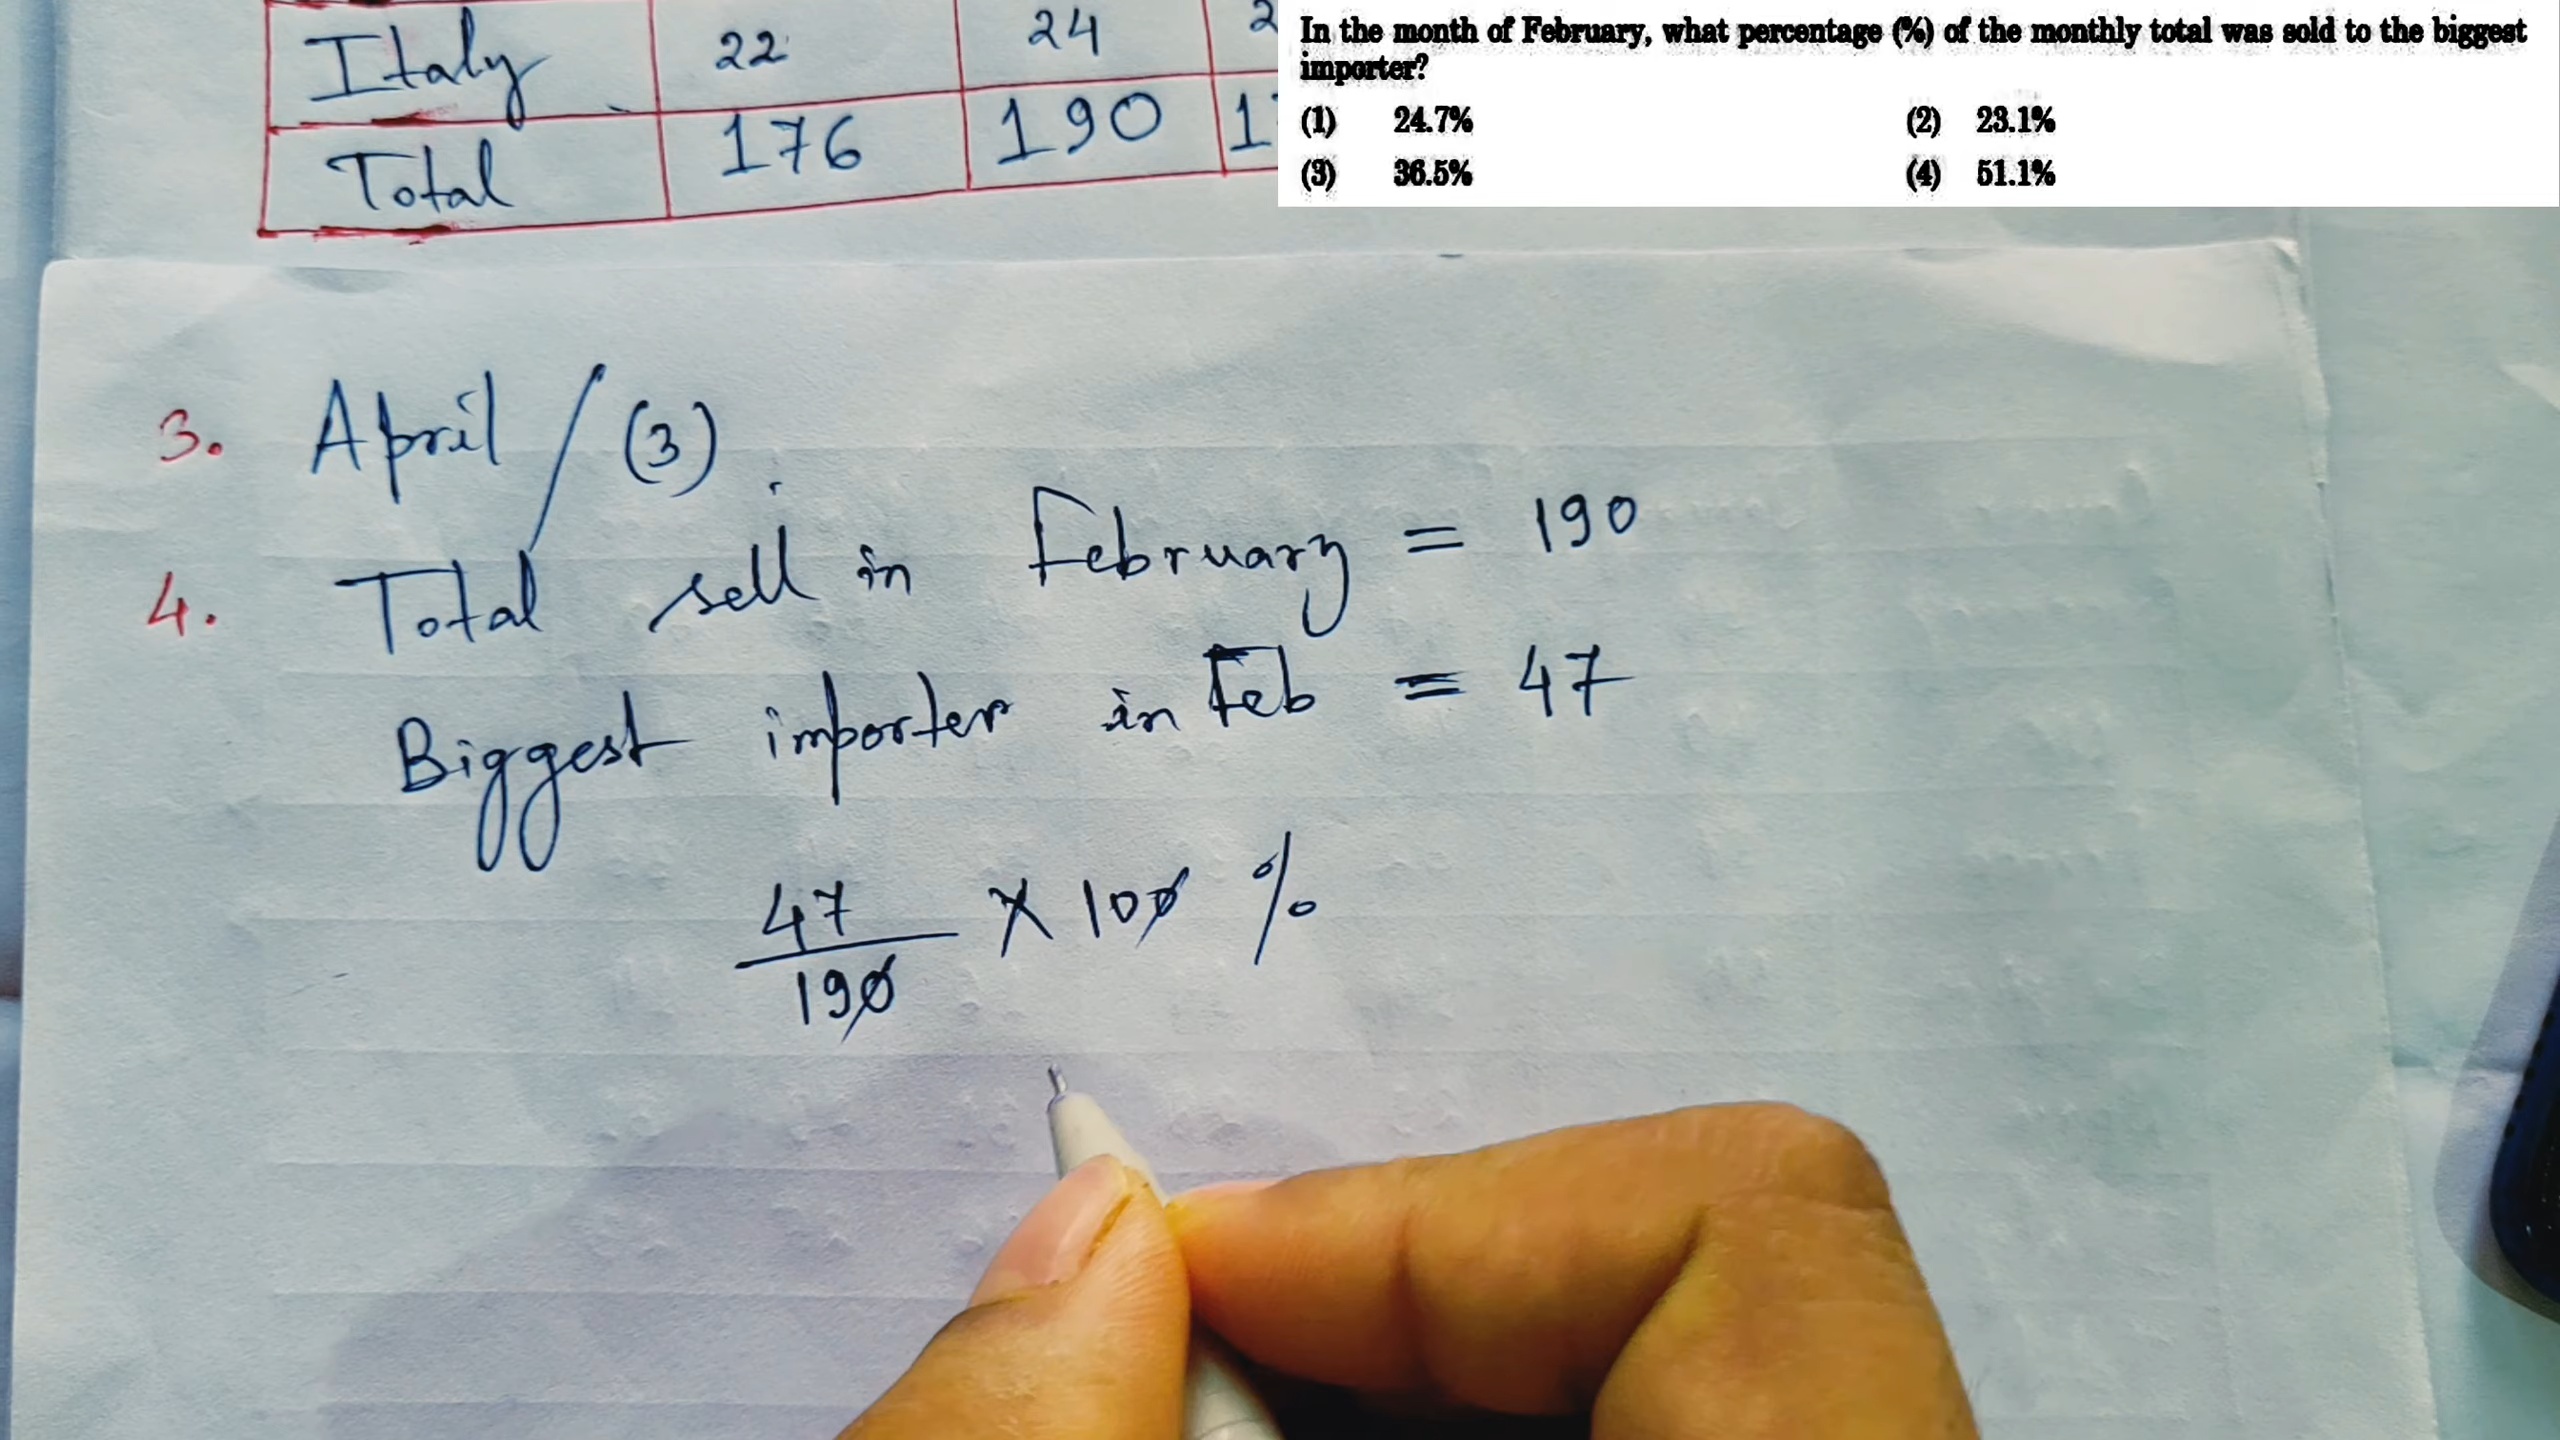 Italy 22 24 2
Total 176 190 1
In the month of February, what percentage (%) of the monthly total was sold to the biggest
importer?
(1) 24.7% (2) 23.1%
(3) 36.5% (4) 51.1%
3. April / (3)
4. Total sell in February = 190
Biggest importer in Feb = 47
47
190 × 100 %